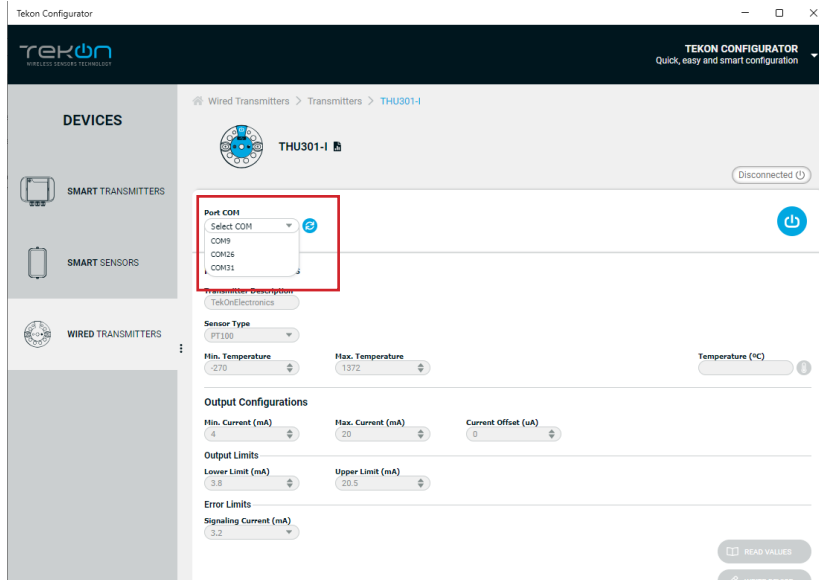 Tekon Configurator
TEKON
WIRELESS SENSORS TECHNOLOGY
TEKON CONFIGURATOR
Quick, easy and smart configuration
DEVICES
SMART TRANSMITTERS
SMART SENSORS
WIRED TRANSMITTERS
Wired Transmitters > Transmitters > THU301-I
THU301-I
Disconnected
Port COM
Select COM
COM9
COM26
COM31
Transmitter Description
TekOnElectronics
Sensor Type
PT100
Min. Temperature Max. Temperature Temperature (ºC)
-270 1372
Output Configurations
Min. Current (mA) Max. Current (mA) Current Offset (uA)
4 20 0
Output Limits
Lower Limit (mA) Upper Limit (mA)
3.8 20.5
Error Limits
Signaling Current (mA)
3.2
READ VALUES